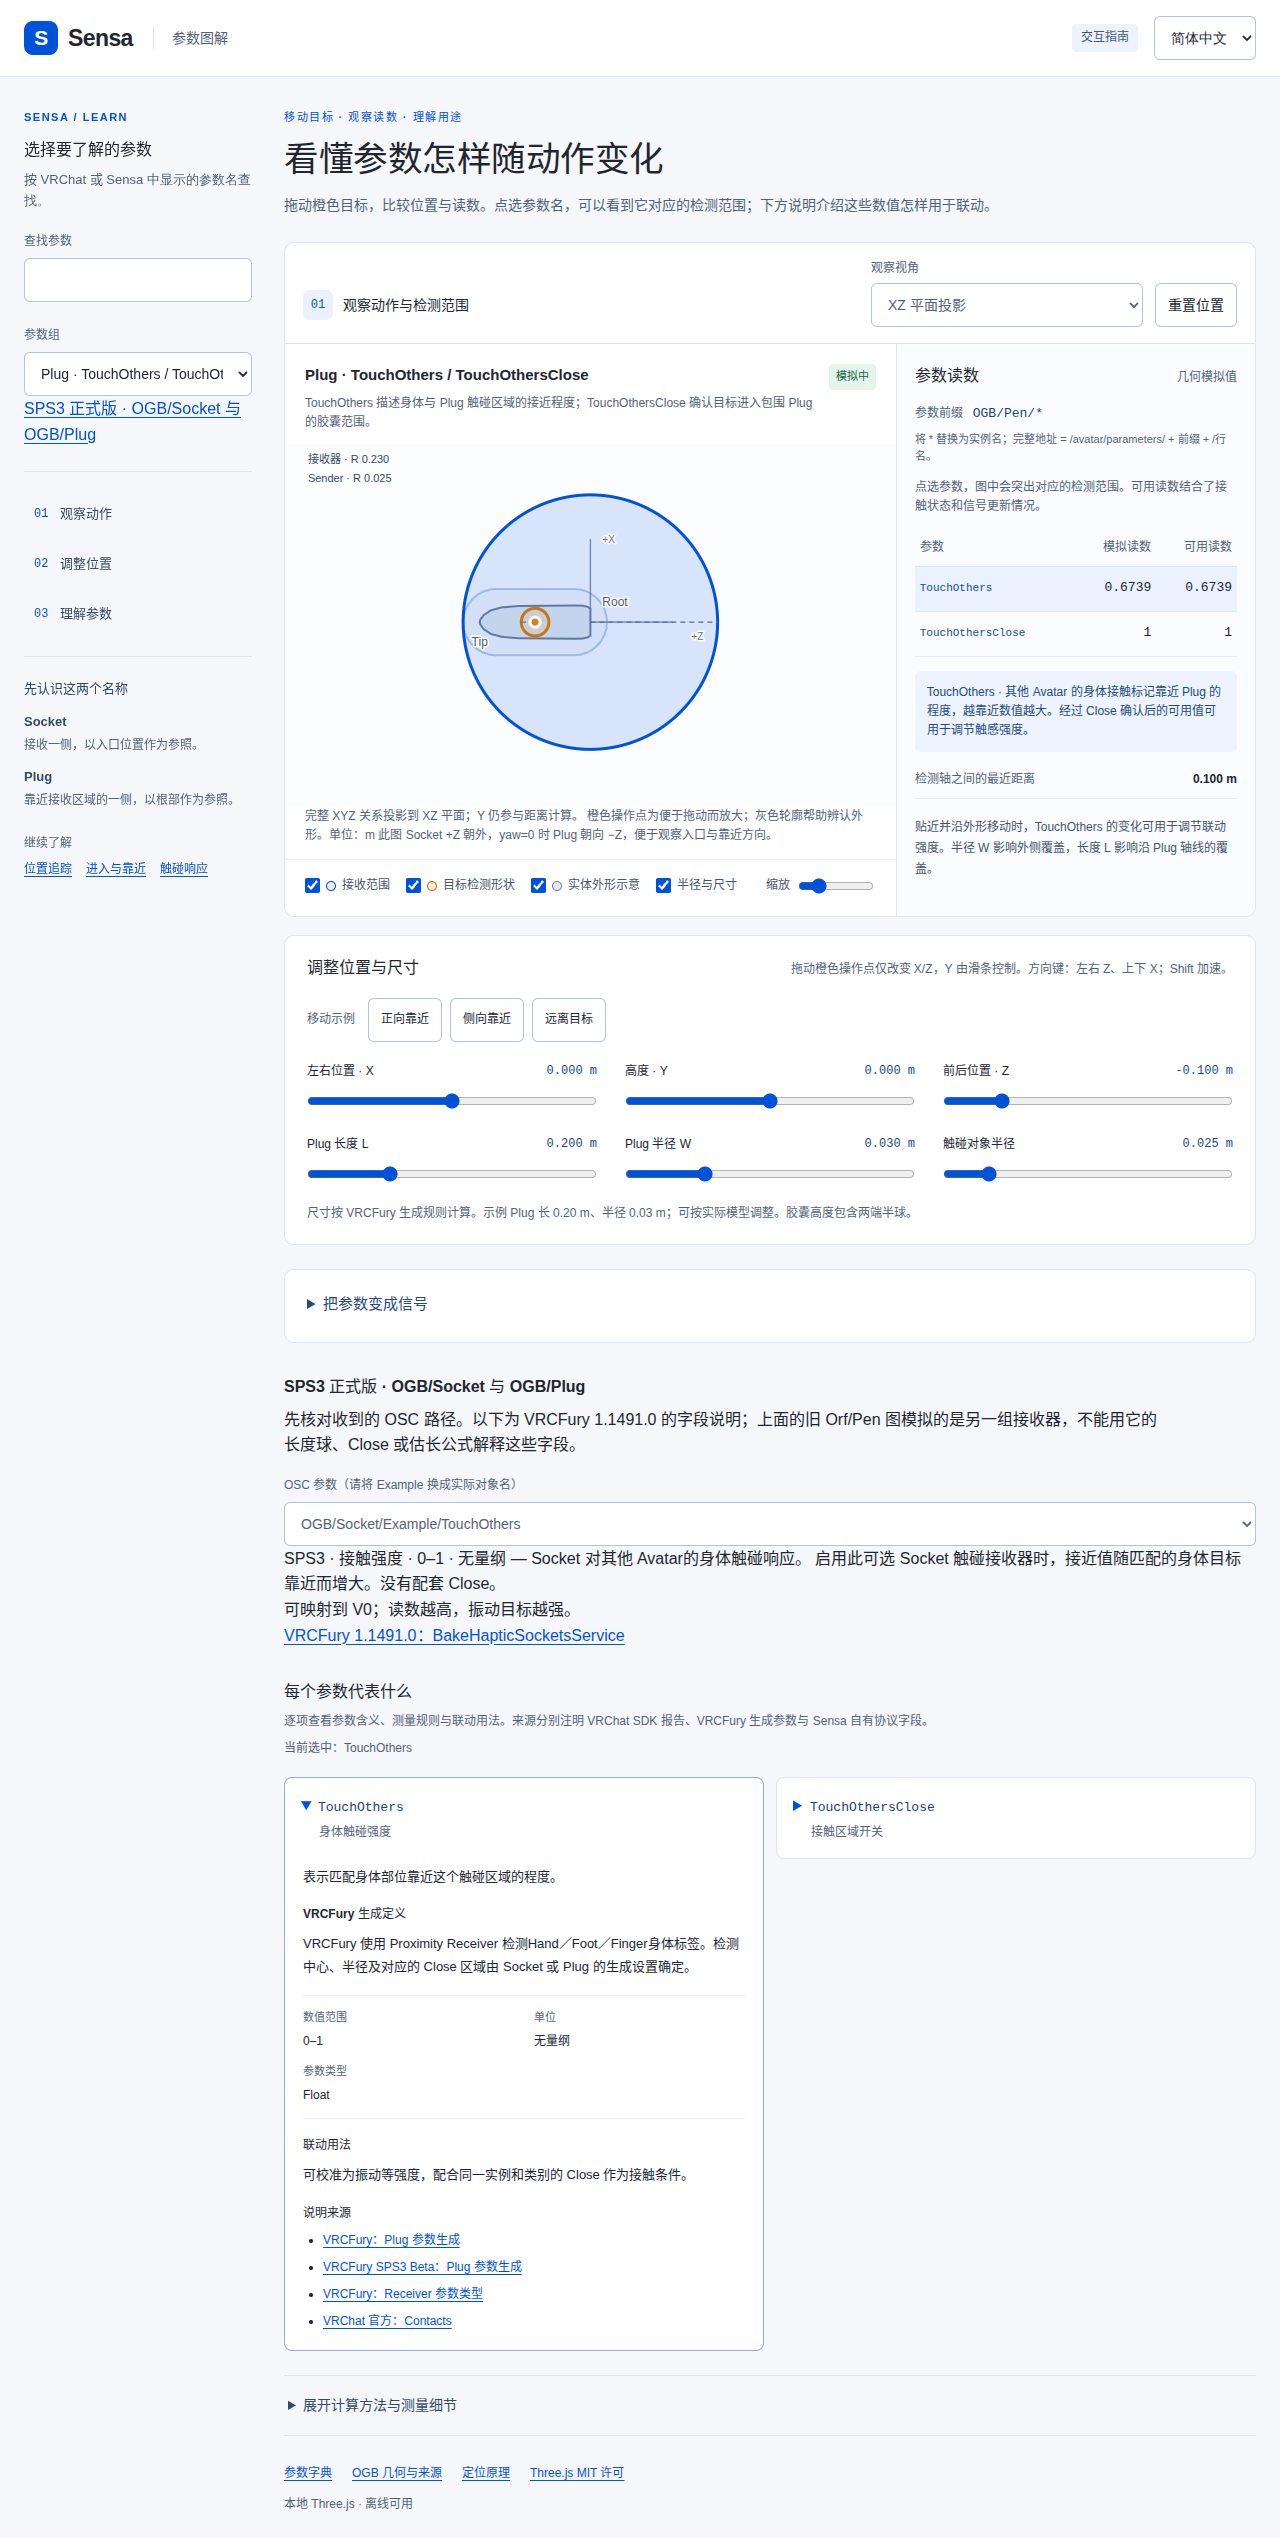 S Sensa 参数图解
交互指南 简体中文
SENSA / LEARN
选择要了解的参数
按 VRChat 或 Sensa 中显示的参数名查
找。
查找参数
参数组
Plug · TouchOthers / TouchOt
SPS3 正式版 · OGB/Socket 与
OGB/Plug
01 观察动作
02 调整位置
03 理解参数
先认识这两个名称
Socket
接收一侧，以入口位置作为参照。
Plug
靠近接收区域的一侧，以根部作为参照。
继续了解
位置追踪 进入与靠近 触碰响应
移动目标 · 观察读数 · 理解用途
看懂参数怎样随动作变化
拖动橙色目标，比较位置与读数。点选参数名，可以看到它对应的检测范围；下方说明介绍这些数值怎样用于联动。
01 观察动作与检测范围
观察视角
XZ 平面投影 重置位置
Plug · TouchOthers / TouchOthersClose 模拟中
TouchOthers 描述身体与 Plug 触碰区域的接近程度；TouchOthersClose 确认目标进入包围 Plug
的胶囊范围。
接收器 · R 0.230
Sender · R 0.025
+X
Root
Tip
+Z
完整 XYZ 关系投影到 XZ 平面；Y 仍参与距离计算。 橙色操作点为便于拖动而放大；灰色轮廓帮助辨认外
形。单位：m 此图 Socket +Z 朝外，yaw=0 时 Plug 朝向 −Z，便于观察入口与靠近方向。
接收范围 目标检测形状 实体外形示意 半径与尺寸 缩放
参数读数 几何模拟值
参数前缀 OGB/Pen/*
将 * 替换为实例名；完整地址 = /avatar/parameters/ + 前缀 + /行
名。
点选参数，图中会突出对应的检测范围。可用读数结合了接
触状态和信号更新情况。
参数 模拟读数 可用读数
TouchOthers 0.6739 0.6739
TouchOthersClose 1 1
TouchOthers · 其他 Avatar 的身体接触标记靠近 Plug 的
程度，越靠近数值越大。经过 Close 确认后的可用值可
用于调节触感强度。
检测轴之间的最近距离 0.100 m
贴近并沿外形移动时，TouchOthers 的变化可用于调节联动
强度。半径 W 影响外侧覆盖，长度 L 影响沿 Plug 轴线的覆
盖。
调整位置与尺寸 拖动橙色操作点仅改变 X/Z，Y 由滑条控制。方向键：左右 Z、上下 X；Shift 加速。
移动示例 正向靠近 侧向靠近 远离目标
左右位置 · X 0.000 m 高度 · Y 0.000 m 前后位置 · Z -0.100 m
Plug 长度 L 0.200 m Plug 半径 W 0.030 m 触碰对象半径 0.025 m
尺寸按 VRCFury 生成规则计算。示例 Plug 长 0.20 m、半径 0.03 m；可按实际模型调整。胶囊高度包含两端半球。
把参数变成信号
SPS3 正式版 · OGB/Socket 与 OGB/Plug
先核对收到的 OSC 路径。以下为 VRCFury 1.1491.0 的字段说明；上面的旧 Orf/Pen 图模拟的是另一组接收器，不能用它的
长度球、Close 或估长公式解释这些字段。
OSC 参数（请将 Example 换成实际对象名）
OGB/Socket/Example/TouchOthers
SPS3 · 接触强度 · 0–1 · 无量纲 — Socket 对其他 Avatar的身体触碰响应。 启用此可选 Socket 触碰接收器时，接近值随匹配的身体目标
靠近而增大。没有配套 Close。
可映射到 V0；读数越高，振动目标越强。
VRCFury 1.1491.0：BakeHapticSocketsService
每个参数代表什么
逐项查看参数含义、测量规则与联动用法。来源分别注明 VRChat SDK 报告、VRCFury 生成参数与 Sensa 自有协议字段。
当前选中：TouchOthers
TouchOthers
身体触碰强度
表示匹配身体部位靠近这个触碰区域的程度。
VRCFury 生成定义
VRCFury 使用 Proximity Receiver 检测Hand／Foot／Finger身体标签。检测
中心、半径及对应的 Close 区域由 Socket 或 Plug 的生成设置确定。
数值范围 单位
0–1 无量纲
参数类型
Float
联动用法
可校准为振动等强度，配合同一实例和类别的 Close 作为接触条件。
说明来源
VRCFury：Plug 参数生成
VRCFury SPS3 Beta：Plug 参数生成
VRCFury：Receiver 参数类型
VRChat 官方：Contacts
TouchOthersClose
接触区域开关
展开计算方法与测量细节
参数字典 OGB 几何与来源 定位原理 Three.js MIT 许可
本地 Three.js · 离线可用